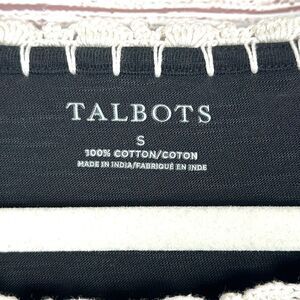 TALBOTS
S
100% COTTON/COTON
MADE IN INDIA/FABRIQUÉ EN INDE